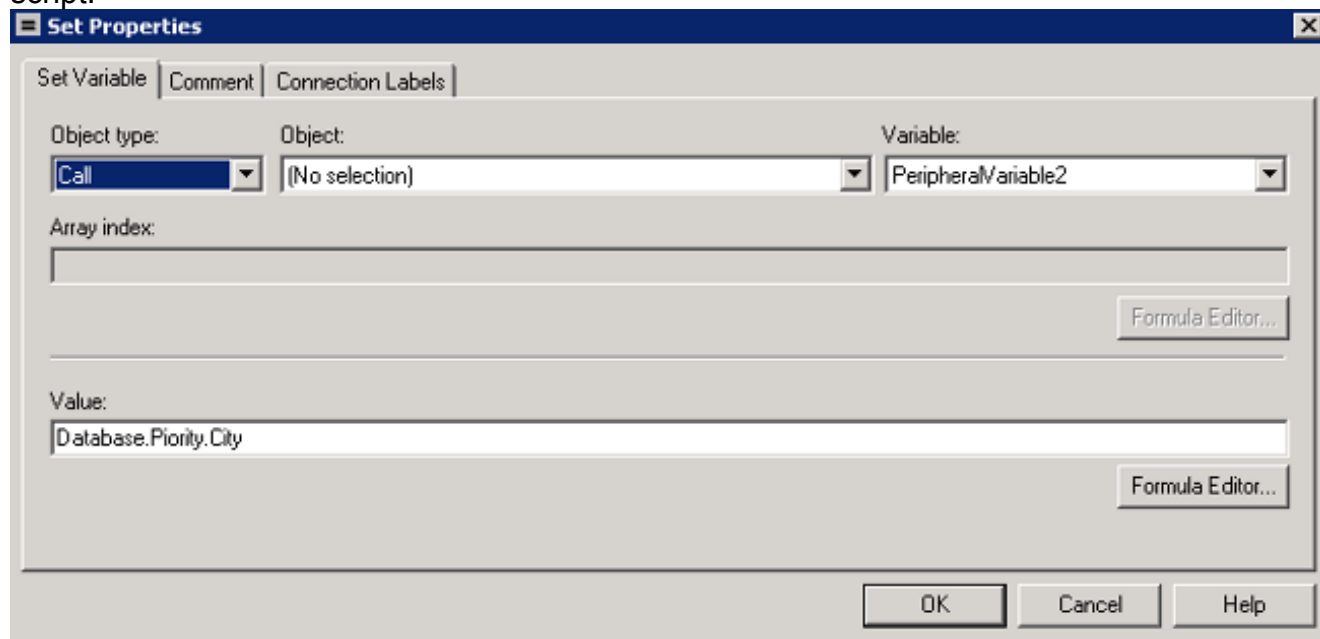 script.
Set Properties
Set Variable Comment Connection Labels
Object type: Object: Variable:
Call (No selection) PeripheralVariable2
Array index:
Formula Editor...
Value:
Database.Piority.City
Formula Editor...
OK Cancel Help